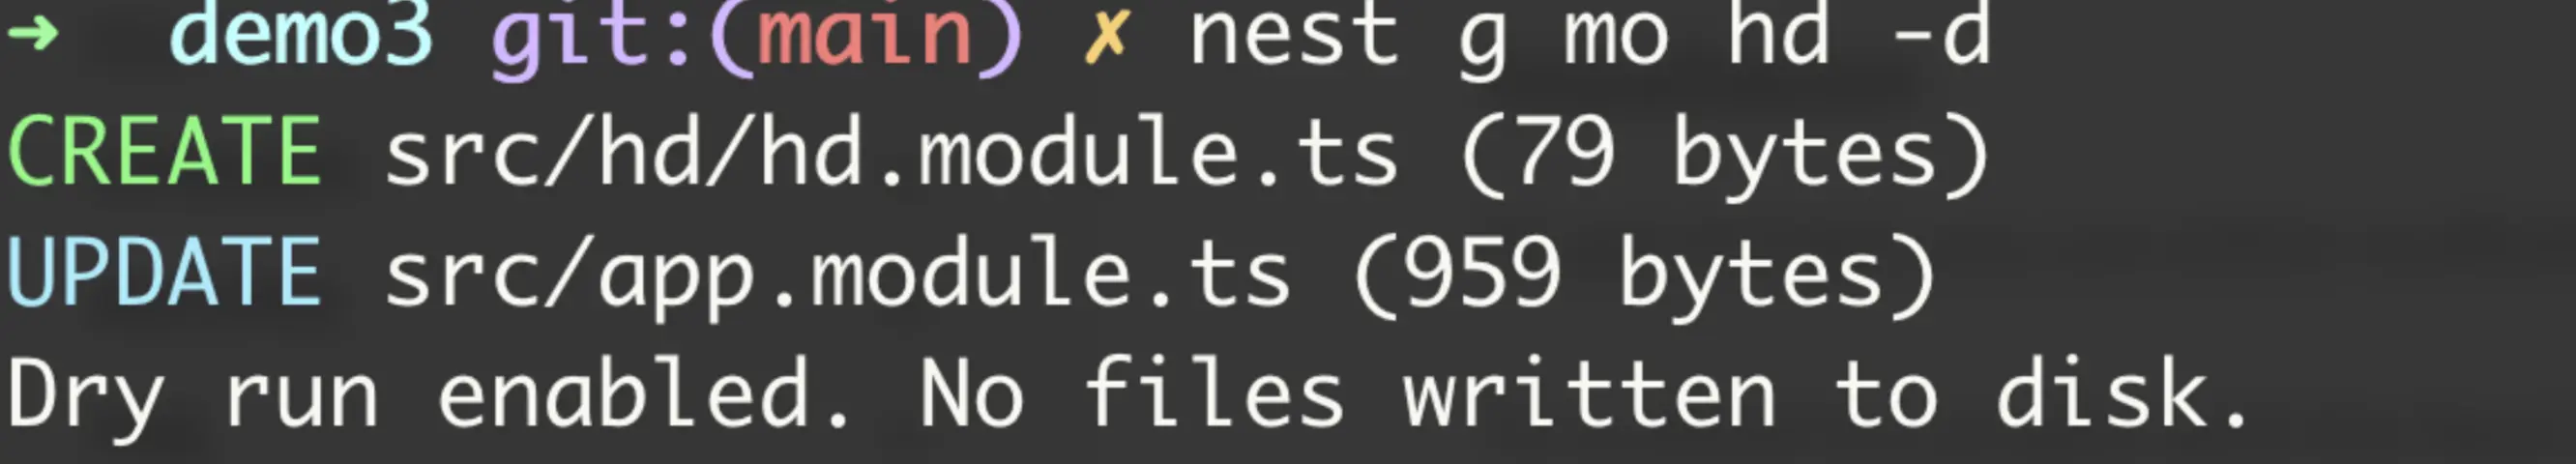 ➜ demo3 git:(main) ✗ nest g mo hd -d
CREATE src/hd/hd.module.ts (79 bytes)
UPDATE src/app.module.ts (959 bytes)
Dry run enabled. No files written to disk.